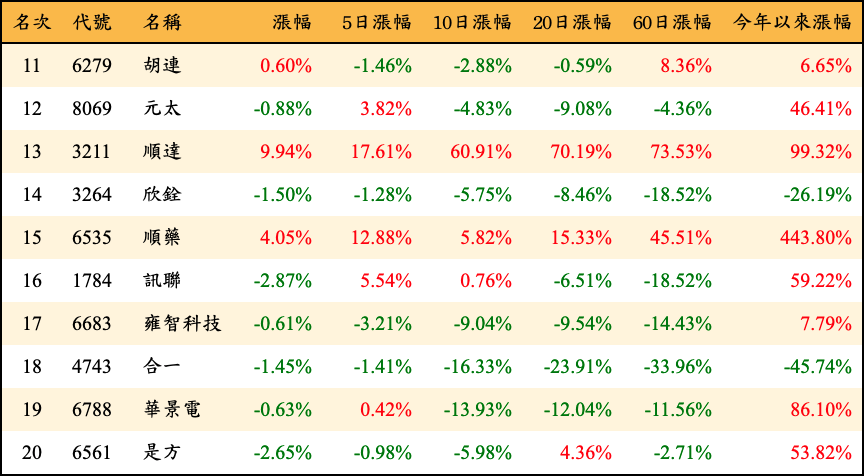 名次 代號 名稱 漲幅 5日漲幅 10日漲幅 20日漲幅 60日漲幅 今年以來漲幅
11 6279 胡連 0.60% -1.46% -2.88% -0.59% 8.36% 6.65%
12 8069 元太 -0.88% 3.82% -4.83% -9.08% -4.36% 46.41%
13 3211 順達 9.94% 17.61% 60.91% 70.19% 73.53% 99.32%
14 3264 欣銓 -1.50% -1.28% -5.75% -8.46% -18.52% -26.19%
15 6535 順藥 4.05% 12.88% 5.82% 15.33% 45.51% 443.80%
16 1784 訊聯 -2.87% 5.54% 0.76% -6.51% -18.52% 59.22%
17 6683 雍智科技 -0.61% -3.21% -9.04% -9.54% -14.43% 7.79%
18 4743 合一 -1.45% -1.41% -16.33% -23.91% -33.96% -45.74%
19 6788 華景電 -0.63% 0.42% -13.93% -12.04% -11.56% 86.10%
20 6561 是方 -2.65% -0.98% -5.98% 4.36% -2.71% 53.82%